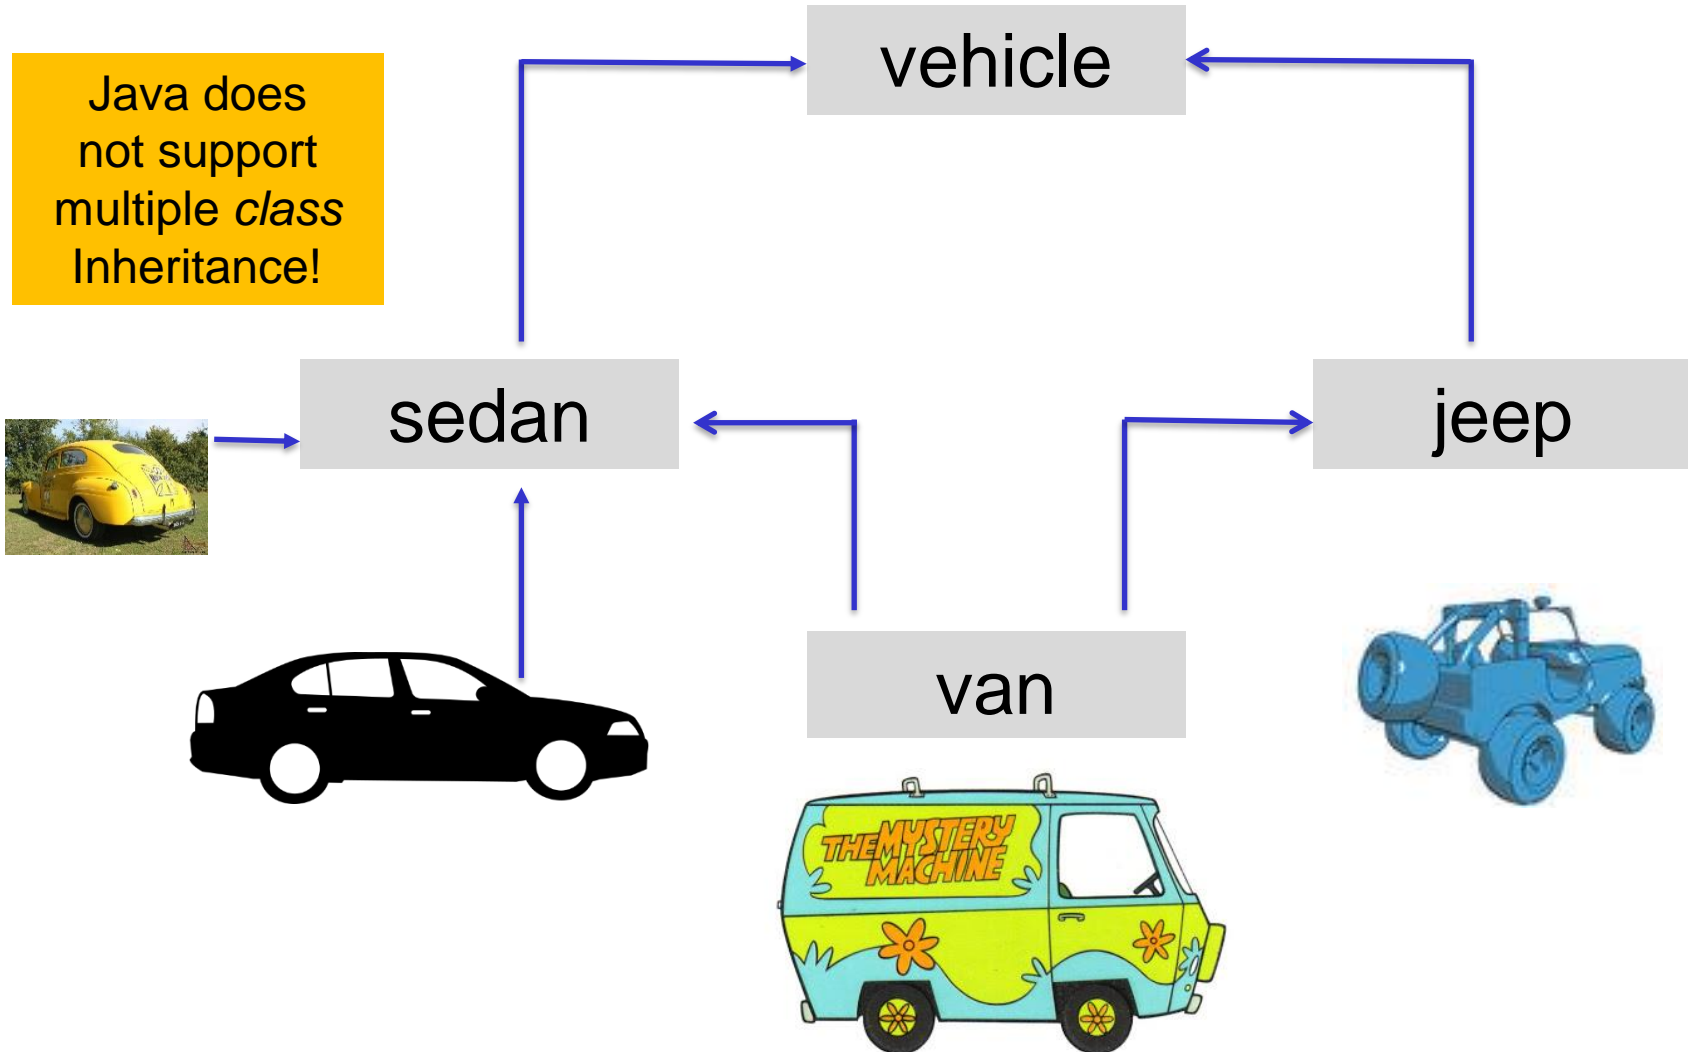 vehicle
Java does
not support
multiple class
Inheritance!
sedan
jeep
van
THE MYSTERY
MACHINE